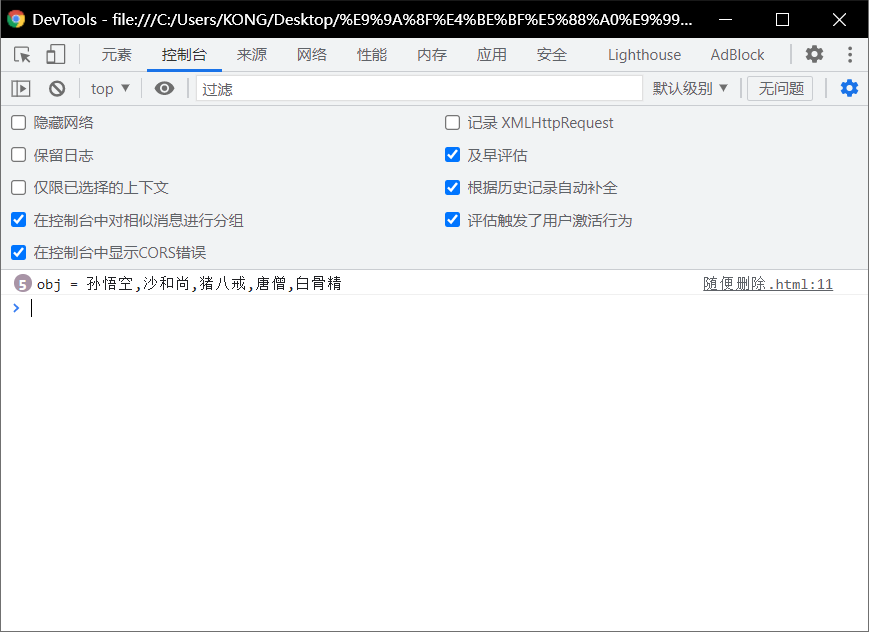 DevTools - file:///C:/Users/KONG/Desktop/%E9%9A%8F%E4%BE%BF%E5%88%A0%E9%99...
元素 控制台 来源 网络 性能 内存 应用 安全 Lighthouse AdBlock
top ▼ 过滤 默认级别 ▼ 无问题
隐藏网络 记录 XMLHttpRequest
保留日志 及早评估
仅限已选择的上下文 根据历史记录自动补全
在控制台中对相似消息进行分组 评估触发了用户激活行为
在控制台中显示CORS错误
5 obj = 孙悟空,沙和尚,猪八戒,唐僧,白骨精 随便删除.html:11
>